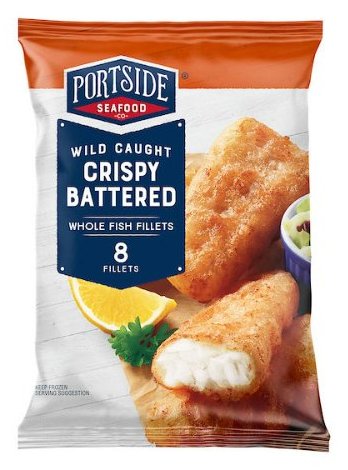 PORTSIDE
SEAFOOD
CO
WILD CAUGHT
CRISPY
BATTERED
WHOLE FISH FILLETS
8
FILLETS
KEEP FROZEN
SERVING SUGGESTION